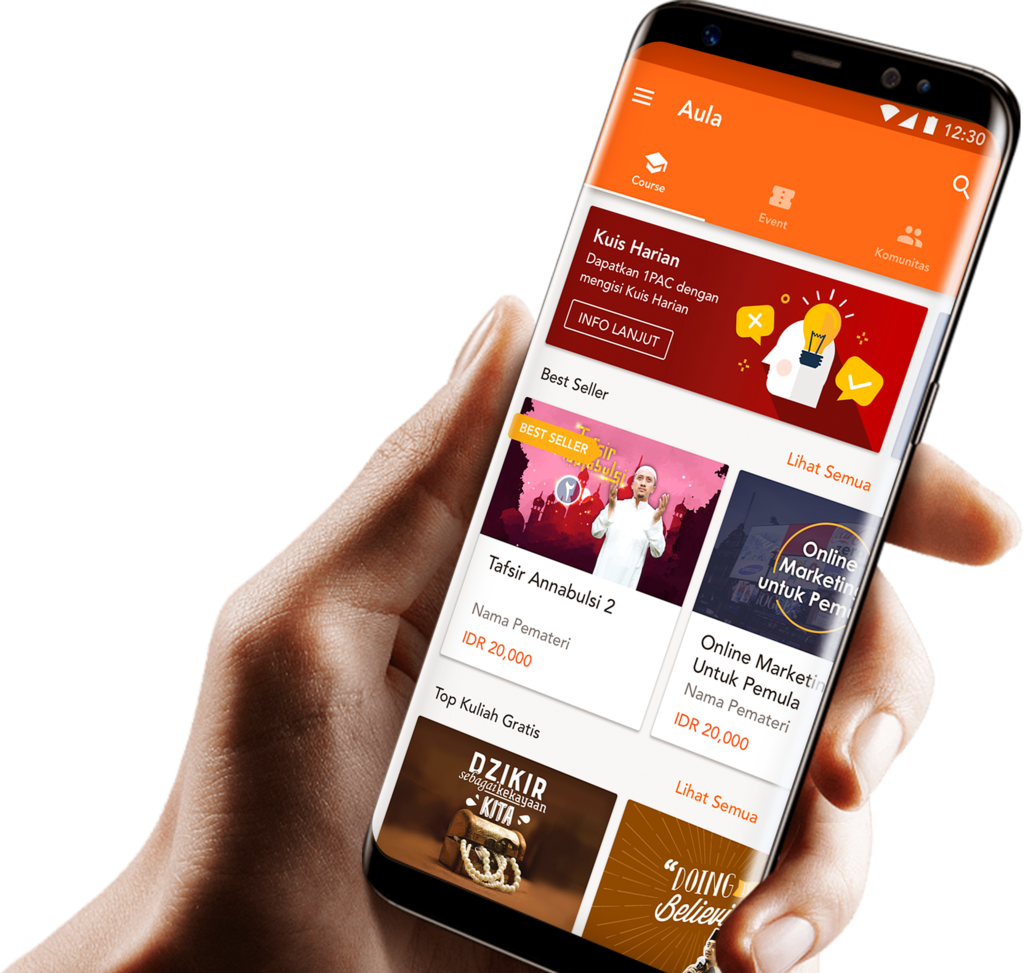 12:30
Aula
Course
Event
Komunitas
Kuis Harian
Dapatkan 1PAC dengan
mengisi Kuis Harian
INFO LANJUT
Best Seller
Lihat Semua
BEST SELLER
Tafsir
Tafsir Annabulsi 2
Nama Pemateri
IDR 20,000
Online
Marketin
untuk Pem
Online Marketin
Untuk Pemula
Nama Pemateri
IDR 20,000
Top Kuliah Gratis
Lihat Semua
DZIKIR
sebagai kekayaan
KITA
"DOING
Believi